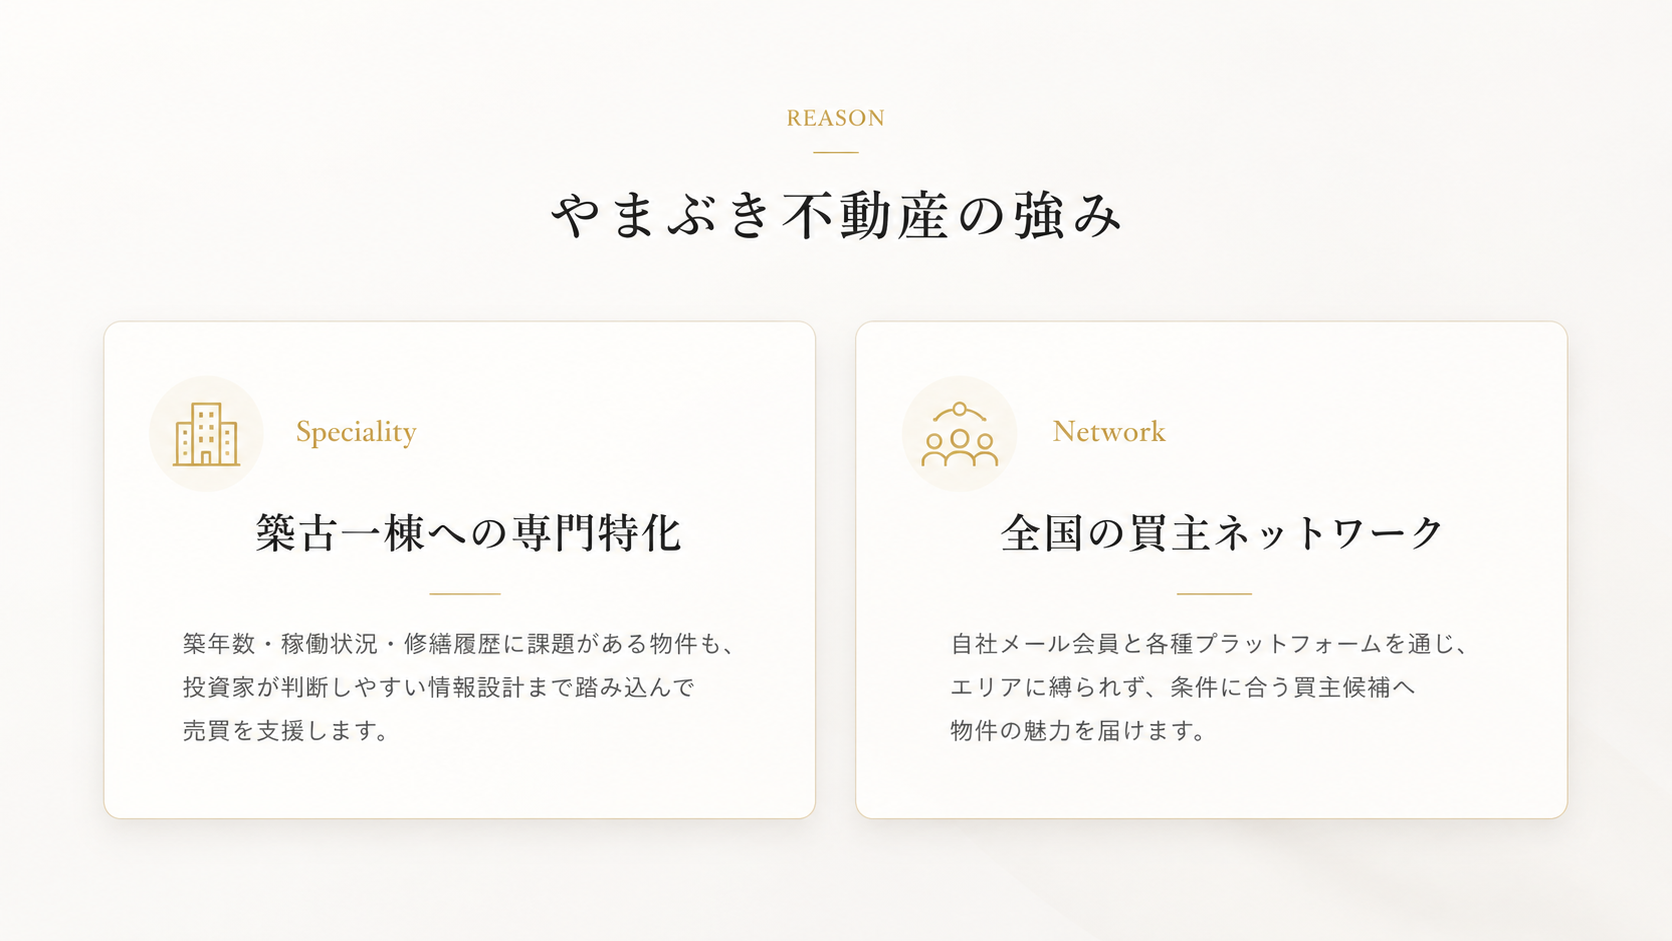 REASON
やまぶき不動産の強み
Speciality
築古一棟への専門特化
築年数・稼働状況・修繕履歴に課題がある物件も、
投資家が判断しやすい情報設計まで踏み込んで
売買を支援します。
Network
全国の買主ネットワーク
自社メール会員と各種プラットフォームを通じ、
エリアに縛られず、条件に合う買主候補へ
物件の魅力を届けます。